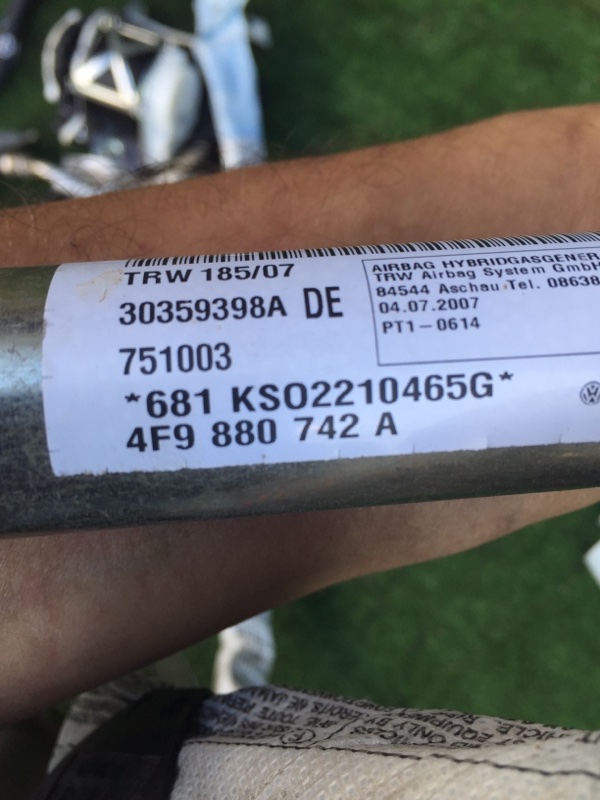 TRW 185/07
30359398A DE
751003
*681 KSO2210465G*
4F9 880 742 A
AIRBAG HYBRIDGASGENER
TRW Airbag System GmbH
84544 Aschau Tel. 08638
04.07.2007
PT1-0614